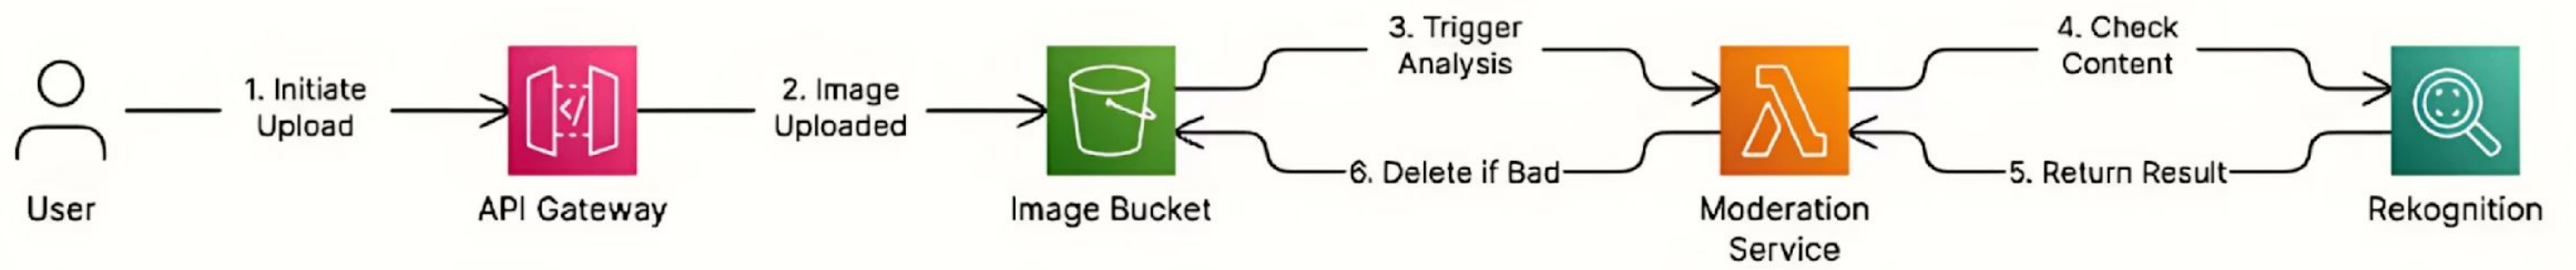 User
1. Initiate
Upload
</>
API Gateway
2. Image
Uploaded
Image Bucket
3. Trigger
Analysis
6. Delete if Bad
Moderation
Service
4. Check
Content
5. Return Result
Rekognition